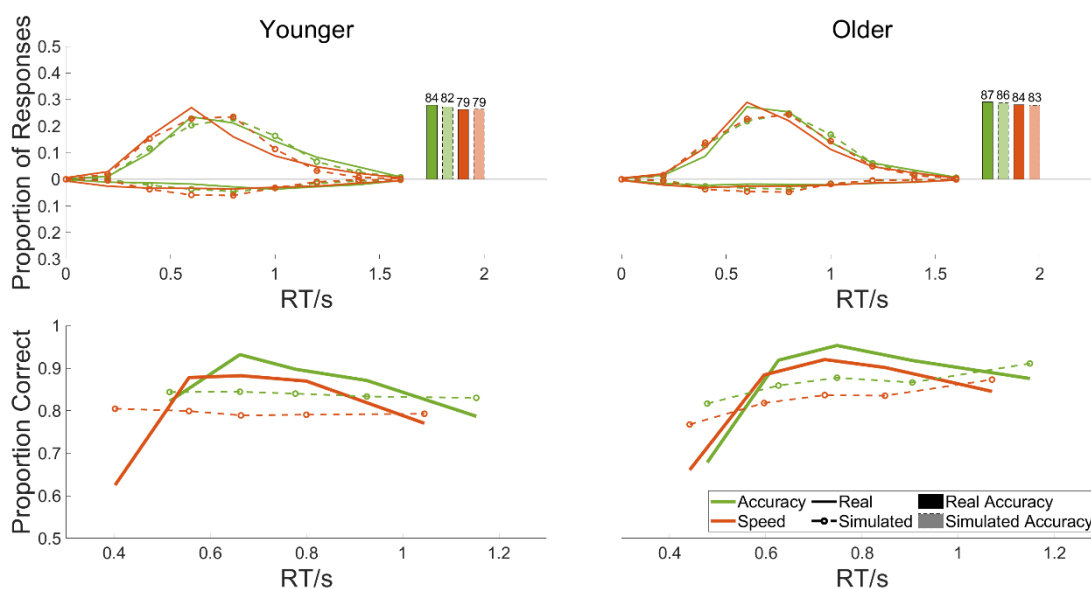 Younger
Older
Proportion of Responses
0.5
0.4
0.3
0.2
0.1
0
0.1
0.2
0.3
84 82 79 79
87 86 84 83
0 0.5 1 1.5 2
0 0.5 1 1.5 2
RT/s
RT/s
Proportion Correct
1
0.9
0.8
0.7
0.6
0.5
Accuracy Real Real Accuracy
Speed Simulated Simulated Accuracy
0.4 0.6 0.8 1 1.2
0.4 0.6 0.8 1 1.2
RT/s
RT/s